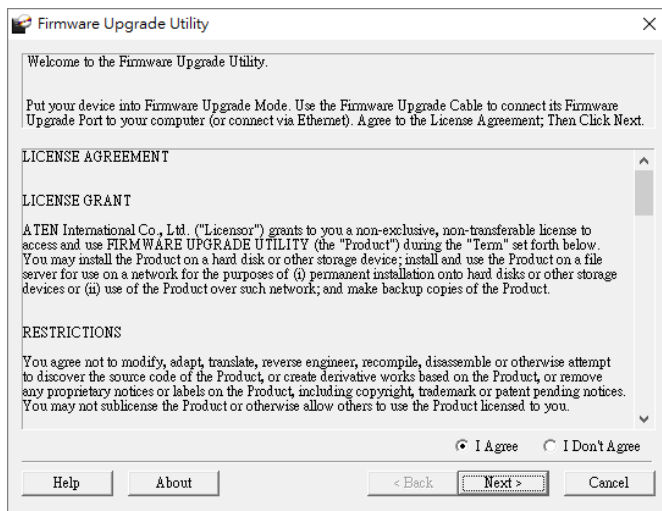 Firmware Upgrade Utility
Welcome to the Firmware Upgrade Utility.
Put your device into Firmware Upgrade Mode. Use the Firmware Upgrade Cable to connect its Firmware
Upgrade Port to your computer (or connect via Ethernet). Agree to the License Agreement; Then Click Next.
LICENSE AGREEMENT
LICENSE GRANT
ATEN International Co., Ltd. ("Licensor") grants to you a non-exclusive, non-transferable license to
access and use FIRMWARE UPGRADE UTILITY (the "Product") during the "Term" set forth below.
You may install the Product on a hard disk or other storage device; install and use the Product on a file
server for use on a network for the purposes of (i) permanent installation onto hard disks or other storage
devices or (ii) use of the Product over such network; and make backup copies of the Product.
RESTRICTIONS
You agree not to modify, adapt, translate, reverse engineer, recompile, disassemble or otherwise attempt
to discover the source code of the Product, or create derivative works based on the Product, or remove
any proprietary notices or labels on the Product, including copyright, trademark or patent pending notices.
You may not sublicense the Product or otherwise allow others to use the Product licensed to you.
I Agree I Don't Agree
Help About < Back Next > Cancel